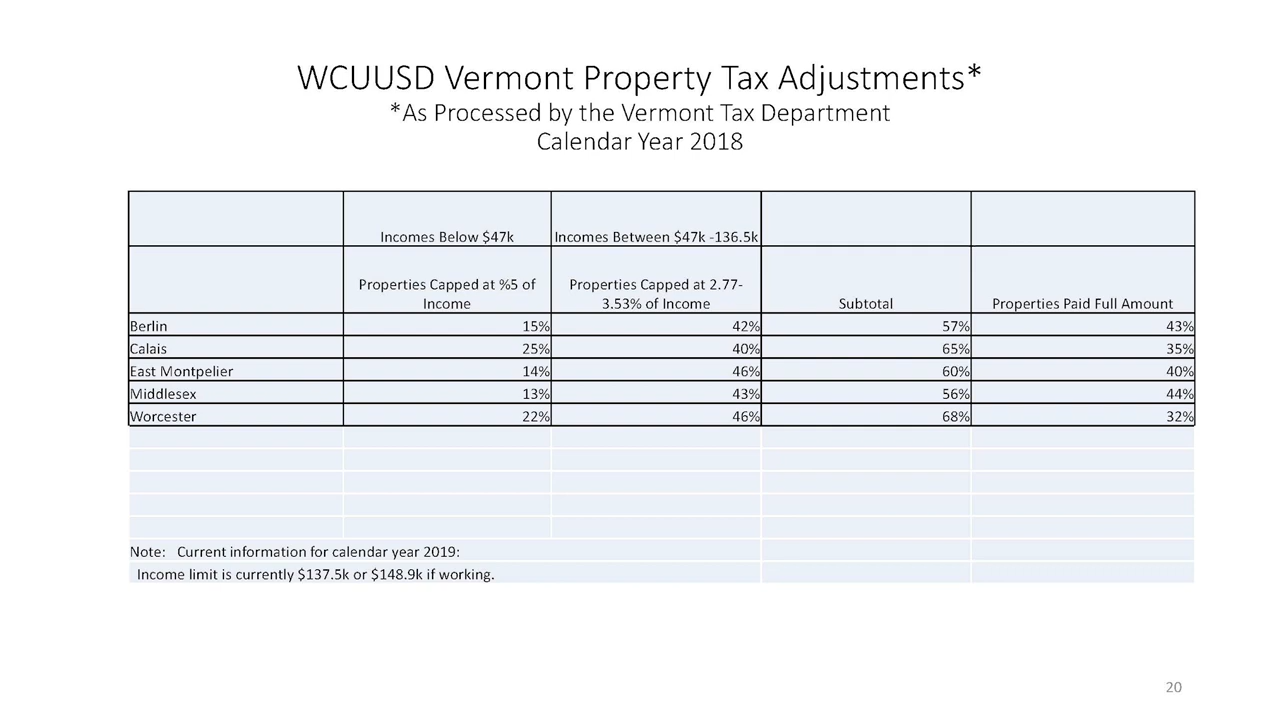 WCUUSD Vermont Property Tax Adjustments*
*As Processed by the Vermont Tax Department
Calendar Year 2018
Incomes Below $47k Incomes Between $47k -136.5k
Properties Capped at %5 of Income Properties Capped at 2.77-3.53% of Income Subtotal Properties Paid Full Amount
Berlin 15% 42% 57% 43%
Calais 25% 40% 65% 35%
East Montpelier 14% 46% 60% 40%
Middlesex 13% 43% 56% 44%
Worcester 22% 46% 68% 32%
Note: Current information for calendar year 2019:
Income limit is currently $137.5k or $148.9k if working.
20